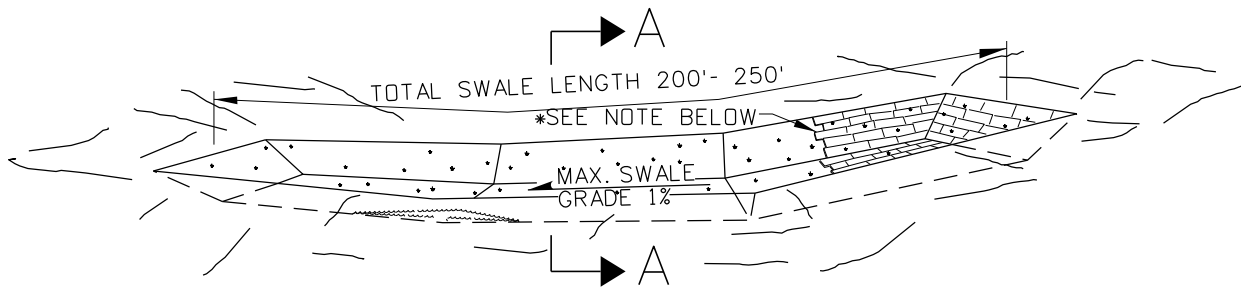 A
TOTAL SWALE LENGTH 200'- 250'
*SEE NOTE BELOW
MAX. SWALE
GRADE 1%
A